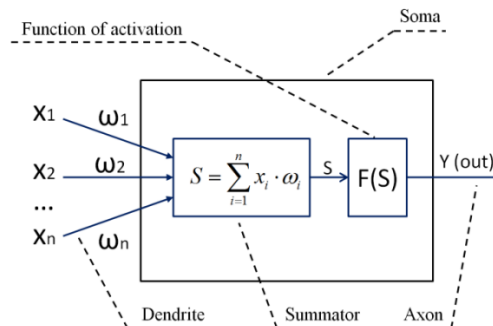 Function of activation
Soma
x1
ω1
x2
ω2
...
xn
ωn
S = ∑ i=1 n xi · ωi
S
F(S)
Y (out)
Dendrite
Summator
Axon